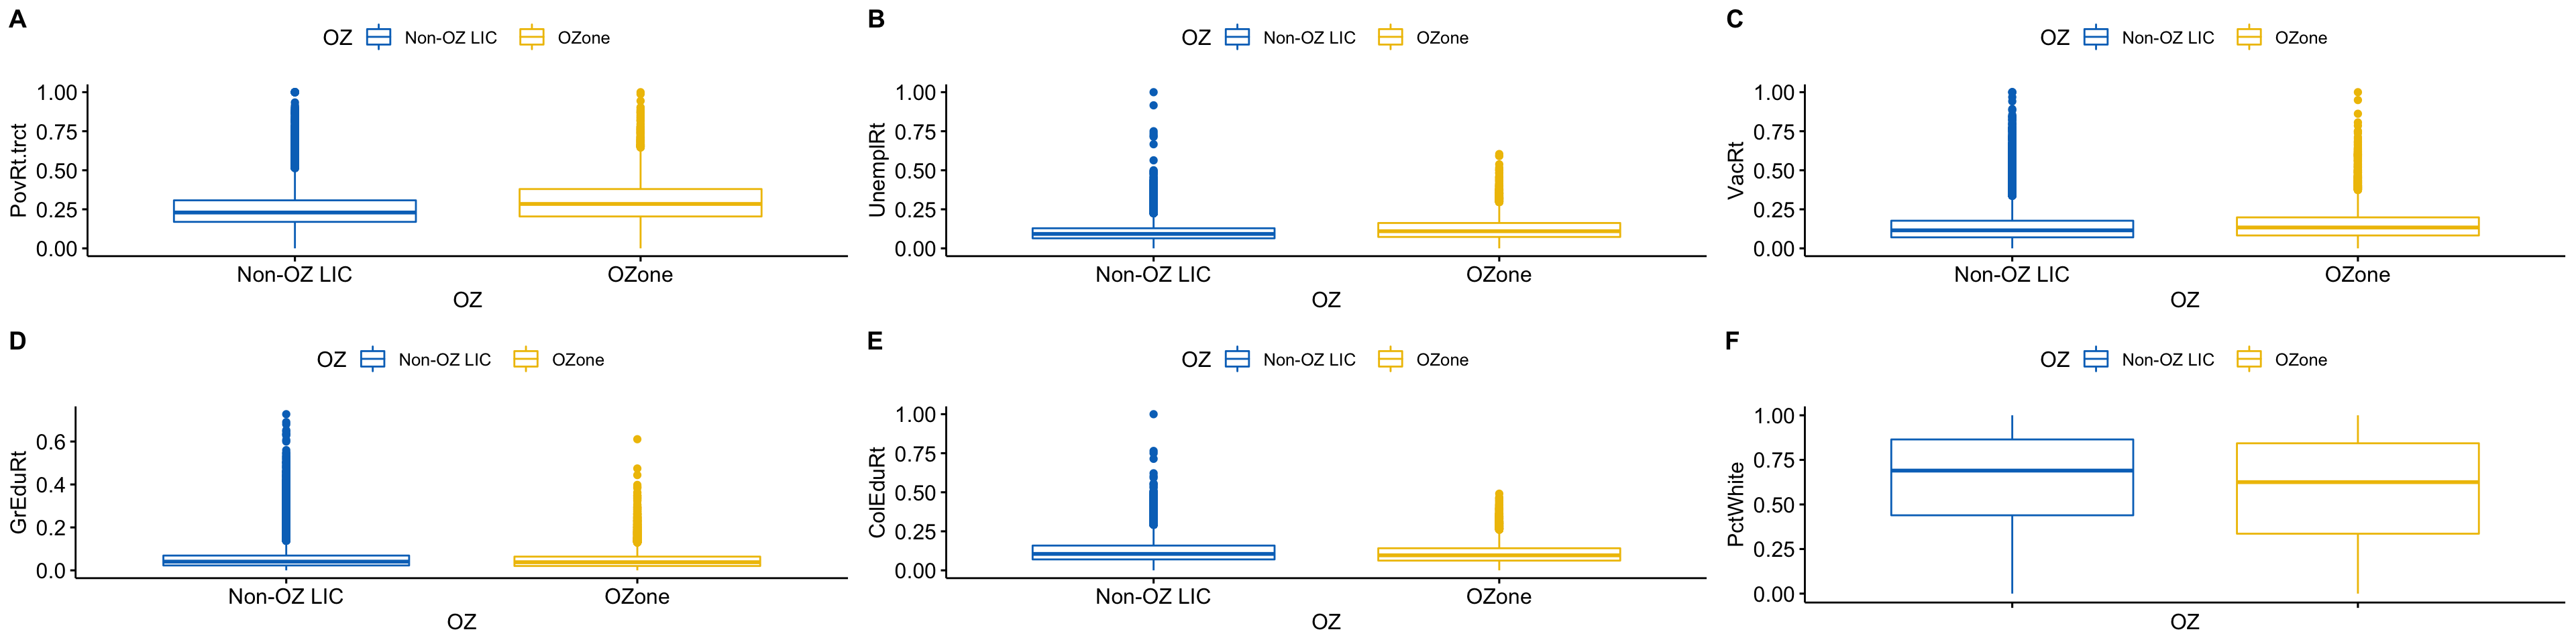 A
OZ Non-OZ LIC OZone
1.00
0.75
0.50
0.25
0.00
PovRt.trct
Non-OZ LIC OZone
OZ
B
OZ Non-OZ LIC OZone
1.00
0.75
0.50
0.25
0.00
UnemplRt
Non-OZ LIC OZone
OZ
C
OZ Non-OZ LIC OZone
1.00
0.75
0.50
0.25
0.00
VacRt
Non-OZ LIC OZone
OZ
D
OZ Non-OZ LIC OZone
0.6
0.4
0.2
0.0
GrEduRt
Non-OZ LIC OZone
OZ
E
OZ Non-OZ LIC OZone
1.00
0.75
0.50
0.25
0.00
ColEduRt
Non-OZ LIC OZone
OZ
F
OZ Non-OZ LIC OZone
1.00
0.75
0.50
0.25
0.00
PctWhite
OZ